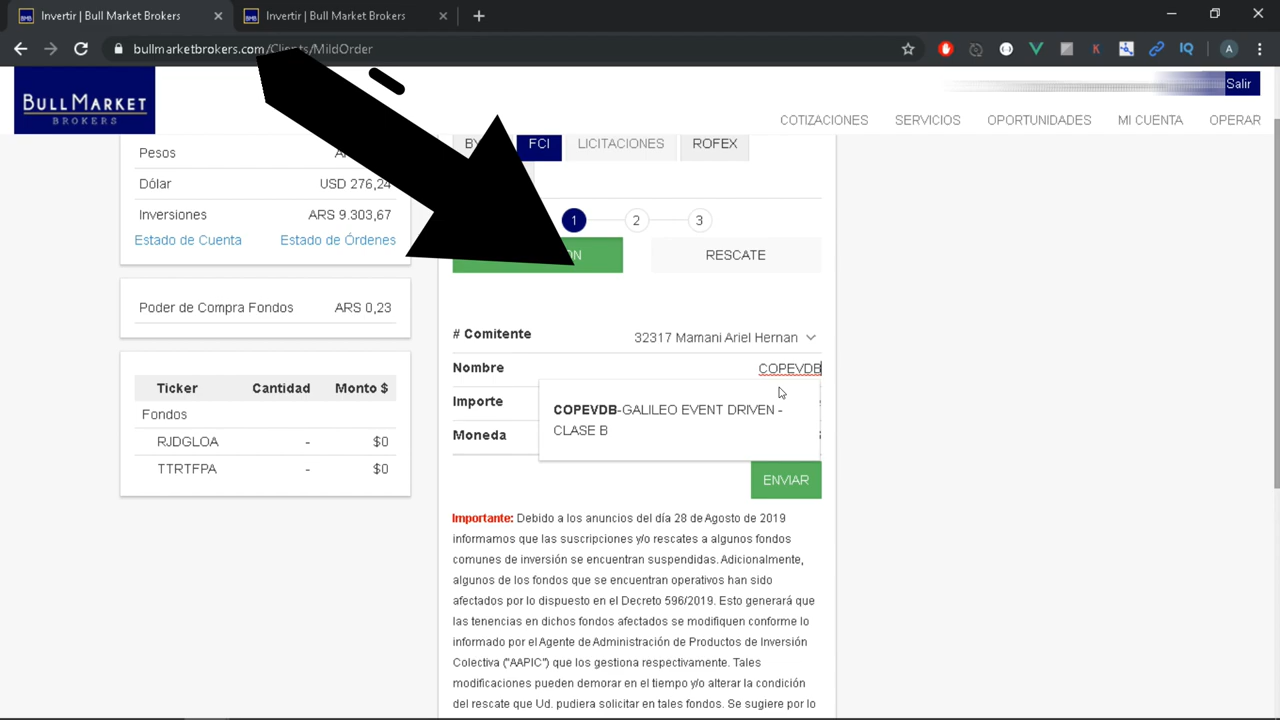 Invertir | Bull Market Brokers
Invertir | Bull Market Brokers
bullmarketbrokers.com/Clients/MildOrder
BULLMARKET
BROKERS
Salir
COTIZACIONES SERVICIOS OPORTUNIDADES MI CUENTA OPERAR
Pesos
Dólar USD 276,24
Inversiones ARS 9.303,67
Estado de Cuenta Estado de Órdenes
Poder de Compra Fondos ARS 0,23
Ticker Cantidad Monto $
Fondos
RJDGLOA - $0
TTRTFPA - $0
FCI LICITACIONES ROFEX
1 2 3
RESCATE
# Comitente 32317 Mamani Ariel Hernan
Nombre COPEVDB
Importe
Moneda
COPEVDB-GALILEO EVENT DRIVEN -
CLASE B
ENVIAR
Importante: Debido a los anuncios del día 28 de Agosto de 2019
informamos que las suscripciones y/o rescates a algunos fondos
comunes de inversión se encuentran suspendidas. Adicionalmente,
algunos de los fondos que se encuentran operativos han sido
afectados por lo dispuesto en el Decreto 596/2019. Esto generará que
las tenencias en dichos fondos afectados se modifiquen conforme lo
informado por el Agente de Administración de Productos de Inversión
Colectiva ("AAPIC") que los gestiona respectivamente. Tales
modificaciones pueden demorar en el tiempo y/o alterar la condición
del rescate que Ud. pudiera solicitar en tales fondos. Se sugiere por lo